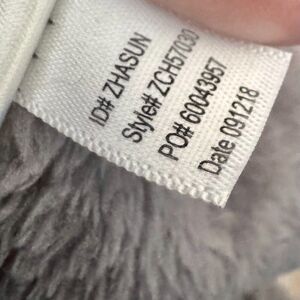 ID# ZHASUN
Style# ZCH57030
PO# 60043957
Date 091218